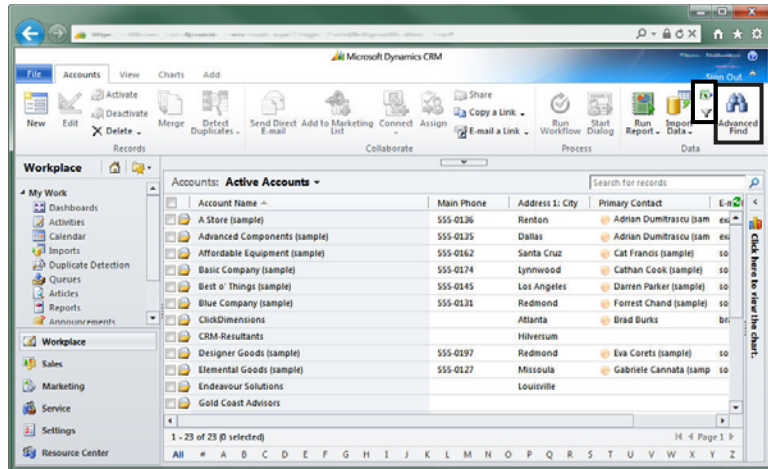 Microsoft Dynamics CRM
File Accounts View Charts Add
Sign Out
New Edit Activate Deactivate Delete Merge Detect Duplicates Send Direct E-mail Add to Marketing List Connect Assign Share Copy a Link E-mail a Link Run Workflow Start Dialog Run Report Import Data Advanced Find
Records Collaborate Process Data
Workplace
My Work
Dashboards
Activities
Calendar
Imports
Duplicate Detection
Queues
Articles
Reports
Announcements
Workplace
Sales
Marketing
Service
Settings
Resource Center
Accounts: Active Accounts Search for records
Account Name Main Phone Address 1: City Primary Contact E-m
A Store (sample) 555-0136 Renton Adrian Dumitrascu (sam
Advanced Components (sample) 555-0135 Dallas Adrian Dumitrascu (sam
Affordable Equipment (sample) 555-0162 Santa Cruz Cat Francis (sample) so
Basic Company (sample) 555-0174 Lynnwood Cathan Cook (sample) so
Best o' Things (sample) 555-0145 Los Angeles Darren Parker (sample) so
Blue Company (sample) 555-0131 Redmond Forrest Chand (sample) so
ClickDimensions Atlanta Brad Burks
CRM-Resultants Hilversum
Designer Goods (sample) 555-0197 Redmond Eva Corets (sample) so
Elemental Goods (sample) 555-0127 Missoula Gabriele Cannata (samp so
Endeavour Solutions Louisville
Gold Coast Advisors
1 - 23 of 23 (0 selected) Page 1
All # A B C D E F G H I J K L M N O P Q R S T U V W X Y Z
Click here to view the chart.